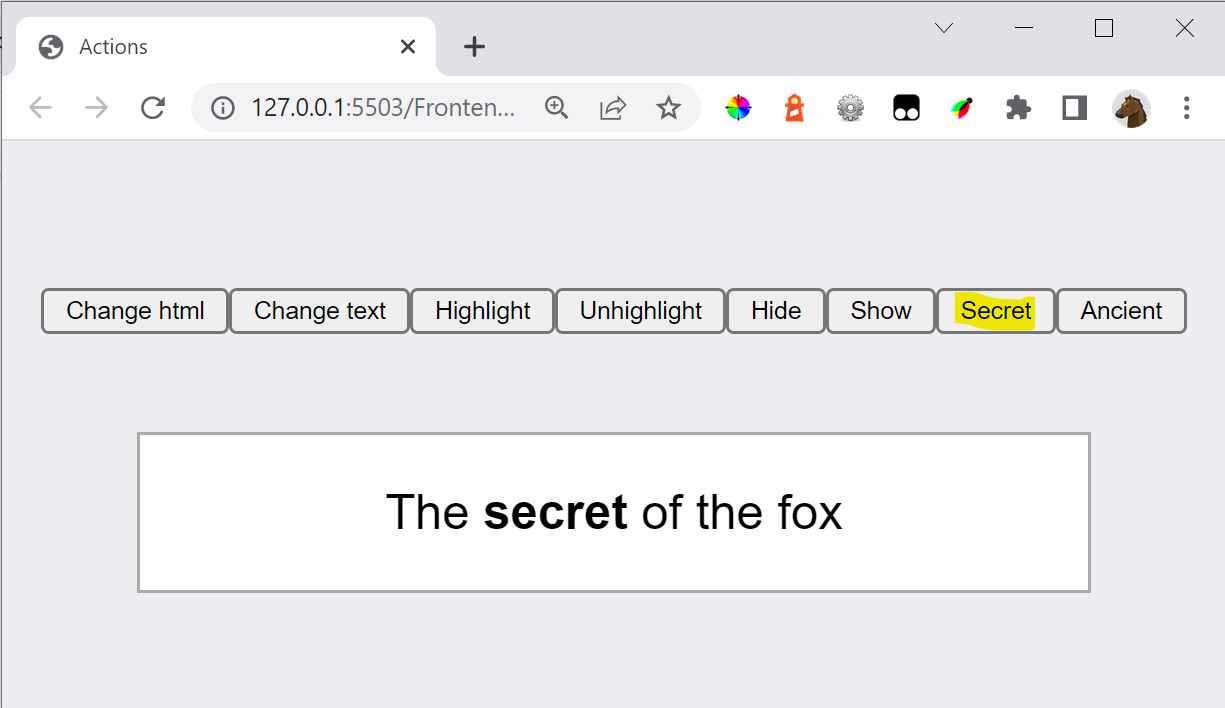 Actions
127.0.0.1:5503/Fronten...
Change html Change text Highlight Unhighlight Hide Show Secret Ancient
The secret of the fox